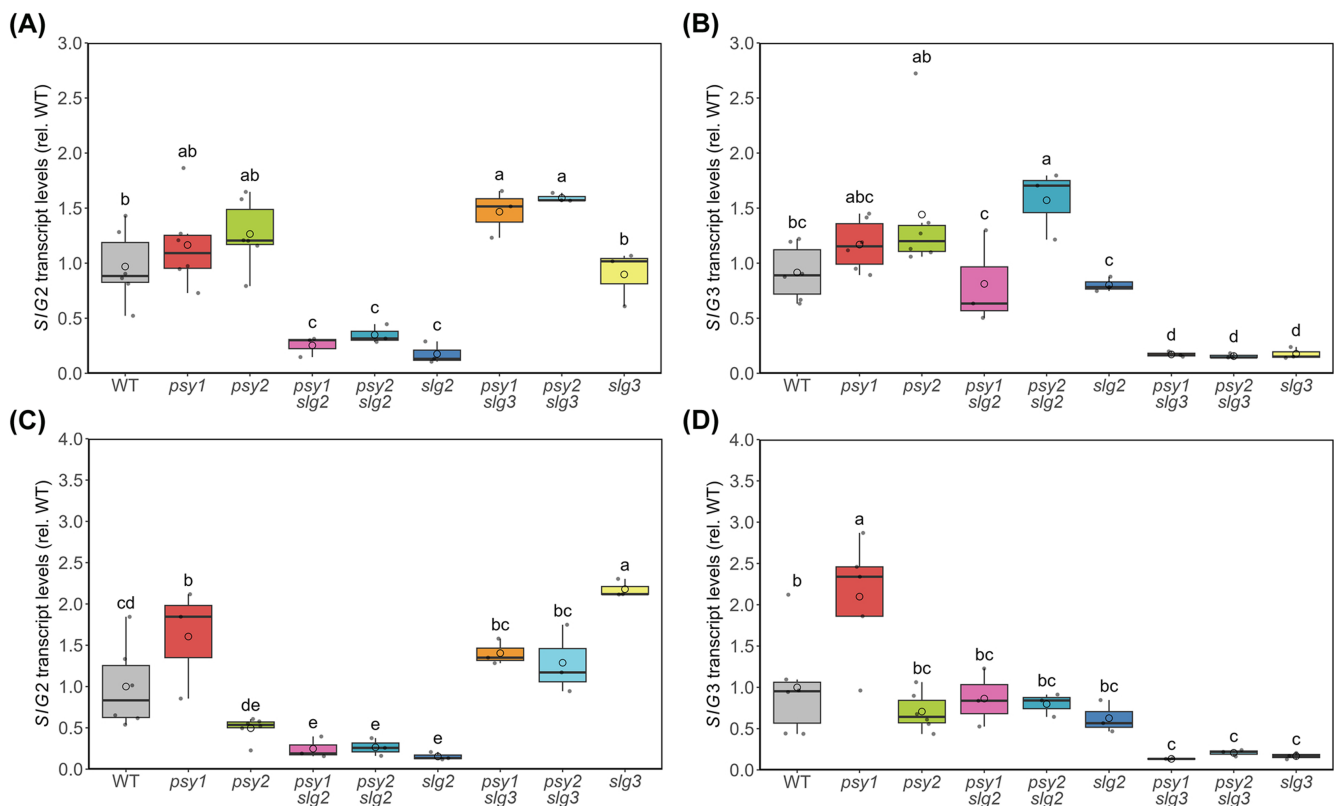 (A)
SlG2 transcript levels (rel. WT)
3.0
2.5
2.0
1.5
1.0
0.5
0.0
b
ab
ab
c
c
c
a
a
b
WT
psy1
psy2
psy1
slg2
psy2
slg2
slg2
psy1
slg3
psy2
slg3
slg3
(B)
SlG3 transcript levels (rel. WT)
3.0
2.5
2.0
1.5
1.0
0.5
0.0
bc
abc
ab
c
a
c
d
d
d
WT
psy1
psy2
psy1
slg2
psy2
slg2
slg2
psy1
slg3
psy2
slg3
slg3
(C)
SlG2 transcript levels (rel. WT)
4.0
3.5
3.0
2.5
2.0
1.5
1.0
0.5
0.0
cd
b
de
e
e
e
bc
bc
a
WT
psy1
psy2
psy1
slg2
psy2
slg2
slg2
psy1
slg3
psy2
slg3
slg3
(D)
SlG3 transcript levels (rel. WT)
4.0
3.5
3.0
2.5
2.0
1.5
1.0
0.5
0.0
b
a
bc
bc
bc
bc
c
c
c
WT
psy1
psy2
psy1
slg2
psy2
slg2
slg2
psy1
slg3
psy2
slg3
slg3